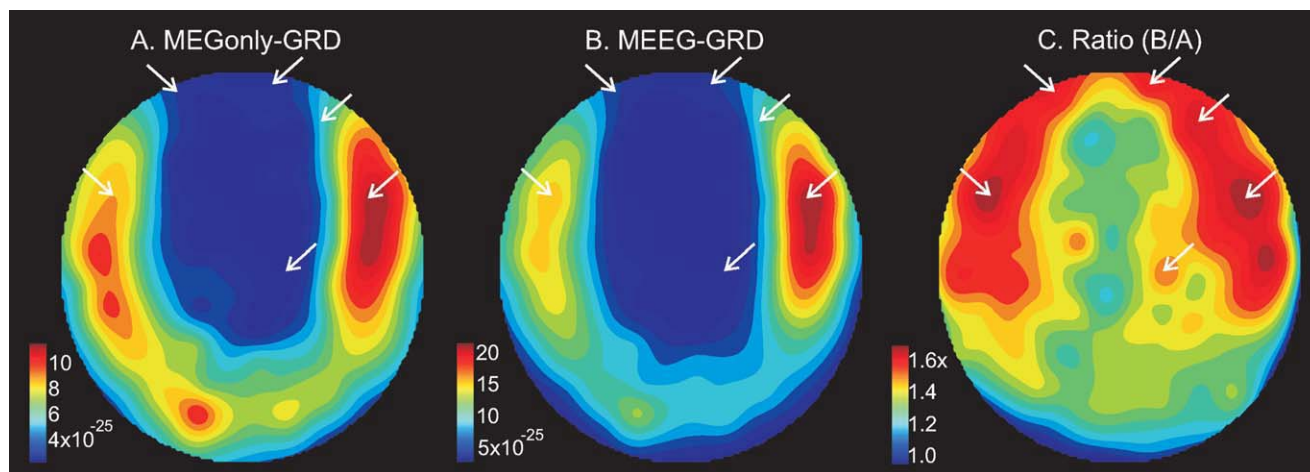 A. MEGonly-GRD
B. MEEG-GRD
C. Ratio (B/A)
10
8
6
4x10⁻²⁵
20
15
10
5x10⁻²⁵
1.6x
1.4
1.2
1.0